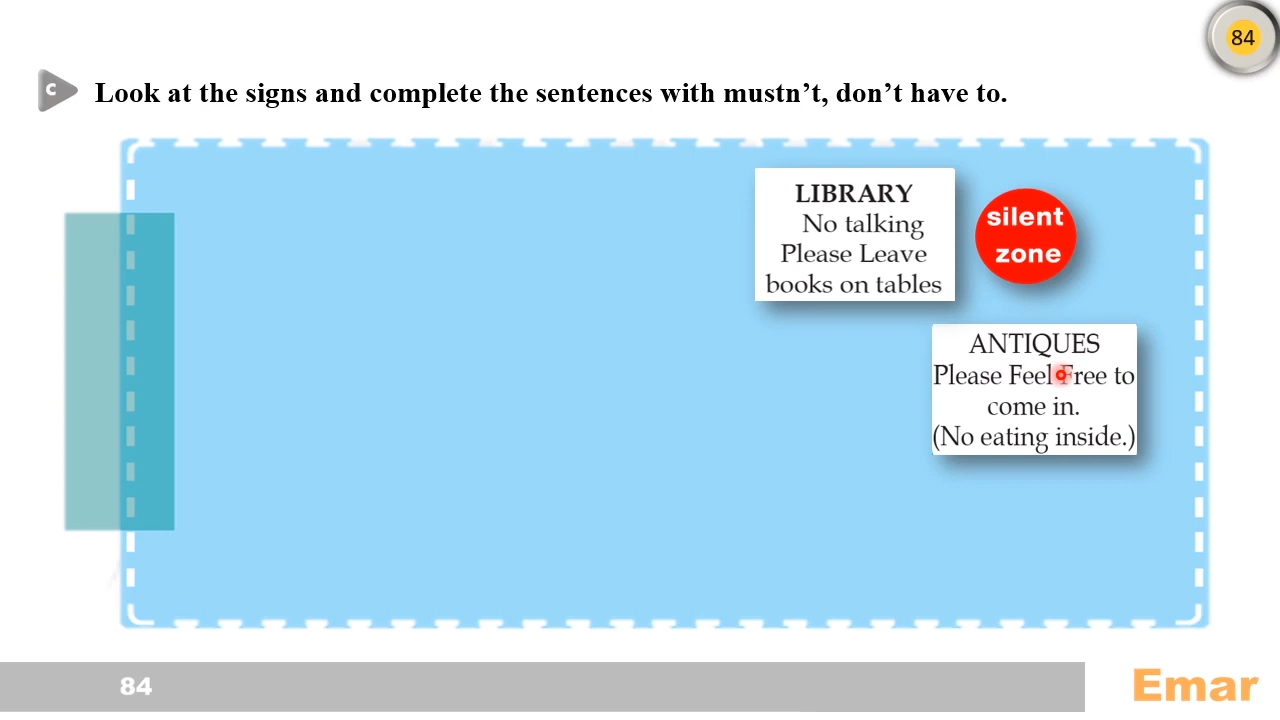 84
C Look at the signs and complete the sentences with mustn't, don't have to.
LIBRARY
No talking
Please Leave
books on tables
silent
zone
ANTIQUES
Please Feel Free to
come in.
(No eating inside.)
84
Emar